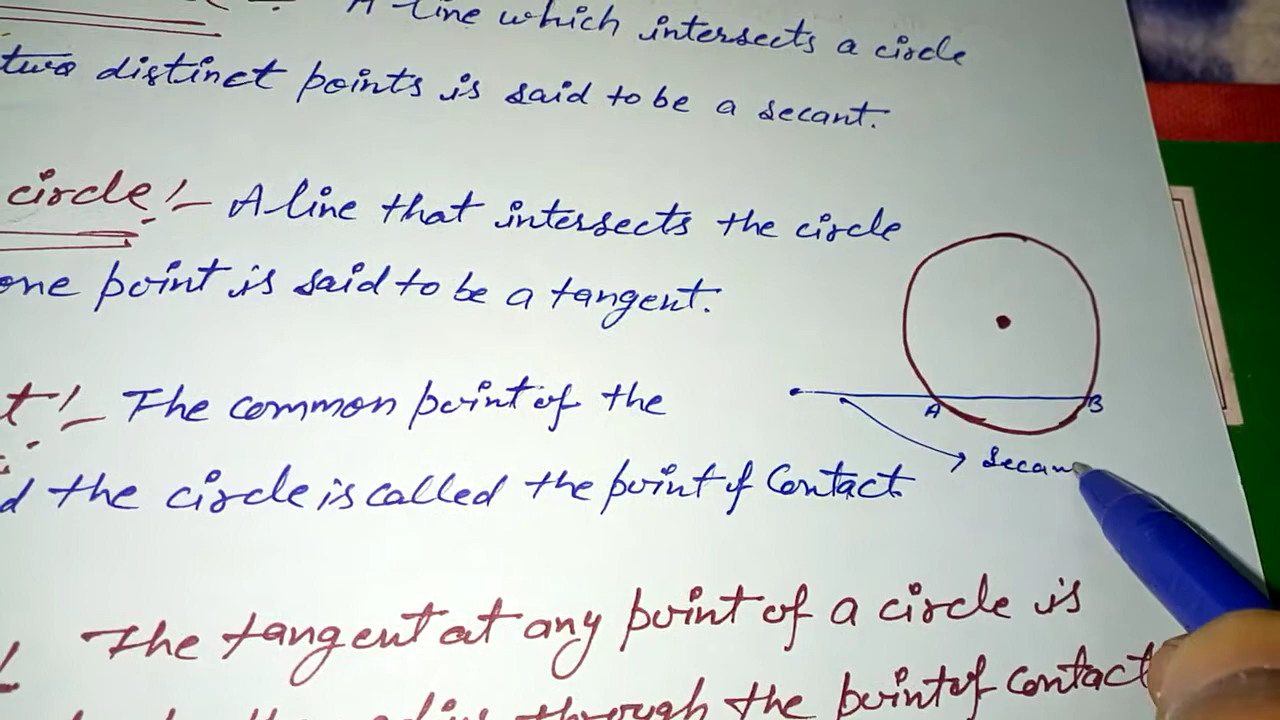 A line which intersects a circle
two distinct points is said to be a secant.
circle :- A line that intersects the circle
one point is said to be a tangent.
t :- The common point of the
d the circle is called the point of Contact.
A
B
Secan
The tangent at any point of a circle is
through the point of contact